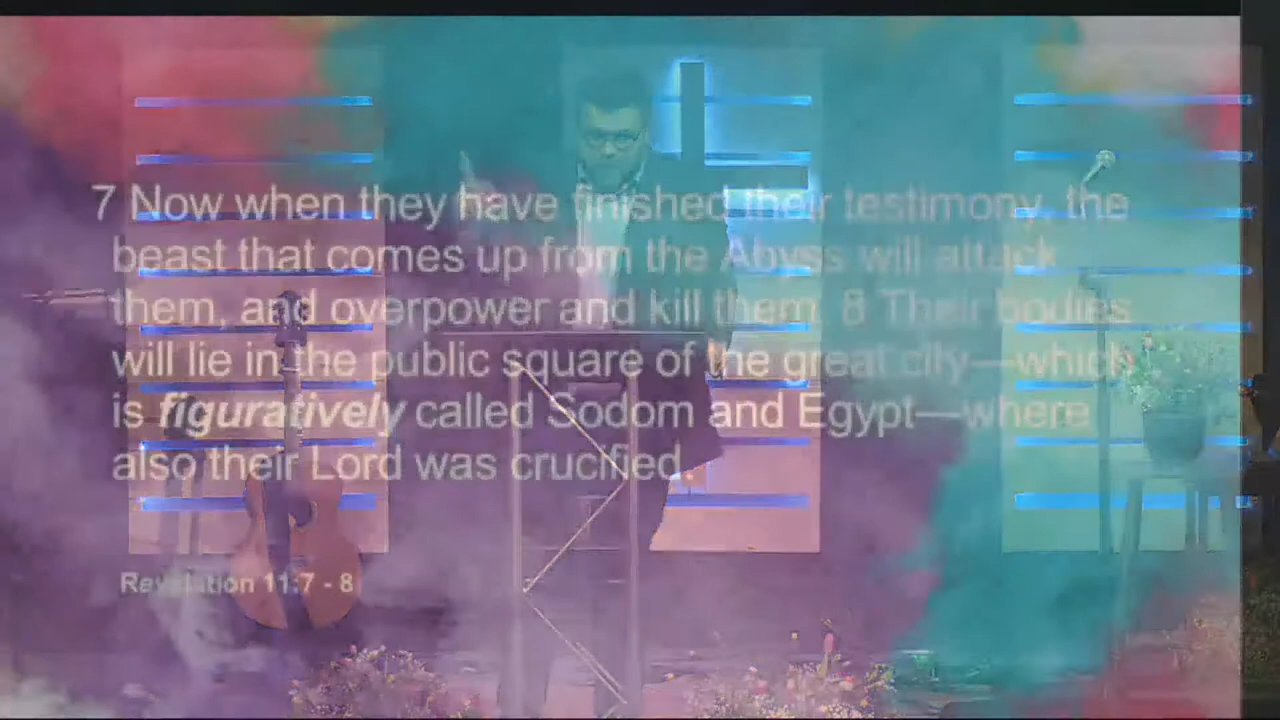 7 Now when they have finished their testimony, the
beast that comes up from the Abyss will attack
them, and overpower and kill them. 8 Their bodies
will lie in the public square of the great city—which
is figuratively called Sodom and Egypt—where
also their Lord was crucified.
Revelation 11:7 - 8